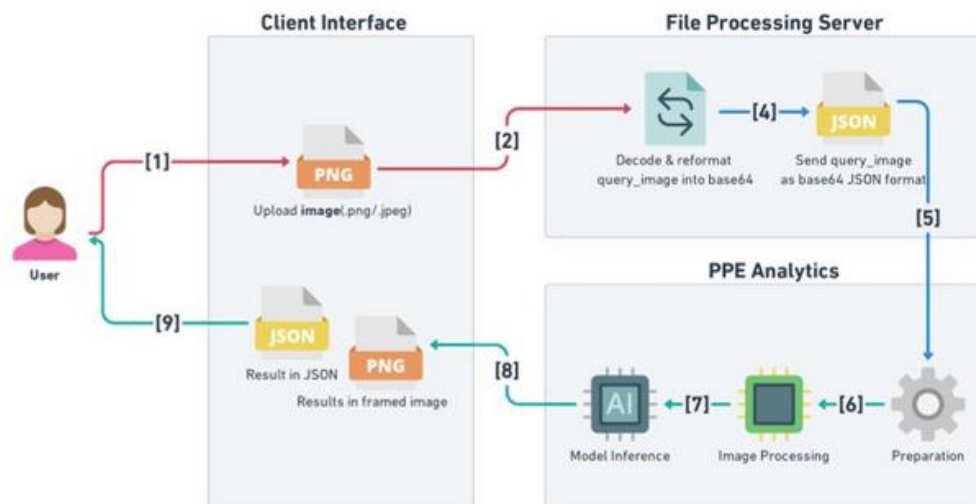 Client Interface
File Processing Server
[1]
PNG
Upload image(.png/.jpeg)
[2]
Decode & reformat
query_image into base64
[4]
JSON
Send query_image
as base64 JSON format
[5]
User
PPE Analytics
[9]
JSON
Result in JSON
PNG
Results in framed image
[8]
AI
Model Inference
[7]
Image Processing
[6]
Preparation